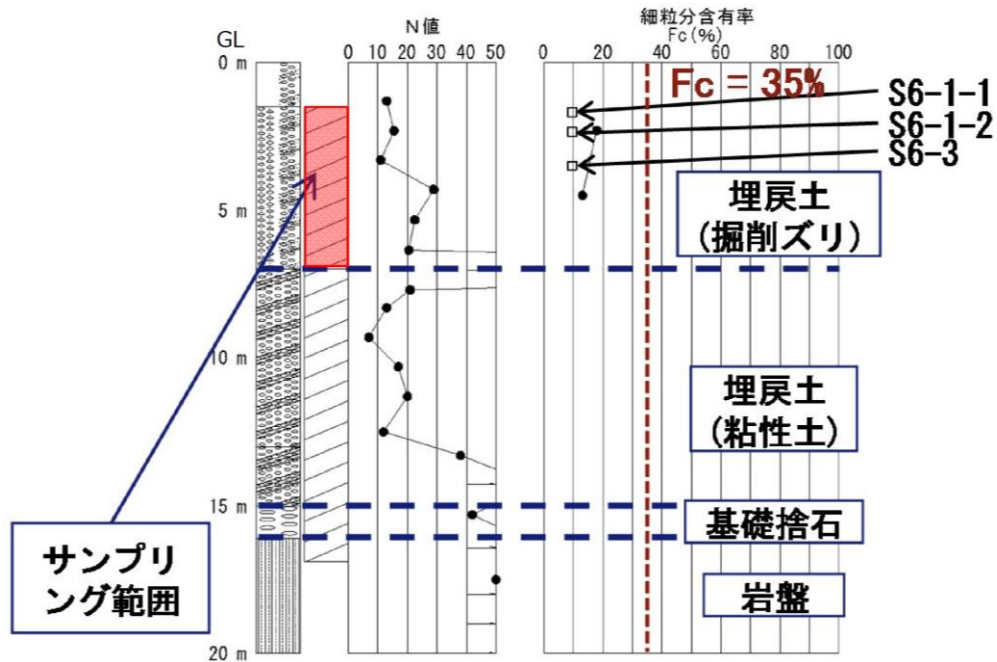 GL
N値
0 10 20 30 40 50
細粒分含有率
Fc(%)
0 20 40 60 80 100
0 m
5 m
10 m
15 m
20 m
Fc = 35%
S6-1-1
S6-1-2
S6-3
埋戻土
(掘削ズリ)
埋戻土
(粘性土)
基礎捨石
岩盤
サンプリ
ング範囲